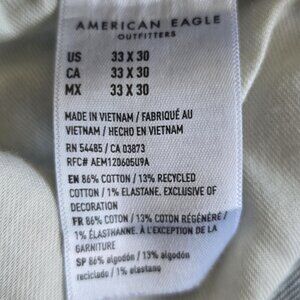 AMERICAN EAGLE
OUTFITTERS
US 33 X 30
CA 33 X 30
MX 33 X 30
MADE IN VIETNAM / FABRIQUÉ AU
VIETNAM / HECHO EN VIETNAM
RN 54485 / CA 03873
RFC# AEM120605U9A
EN 86% COTTON / 13% RECYCLED
COTTON / 1% ELASTANE. EXCLUSIVE OF
DECORATION
FR 86% COTON / 13% COTON RÉGÉNÉRÉ /
1% ÉLASTHANNE. À L'EXCEPTION DE LA
GARNITURE
SP 86% algodón / 13% algodón
reciclado / 1% elastano